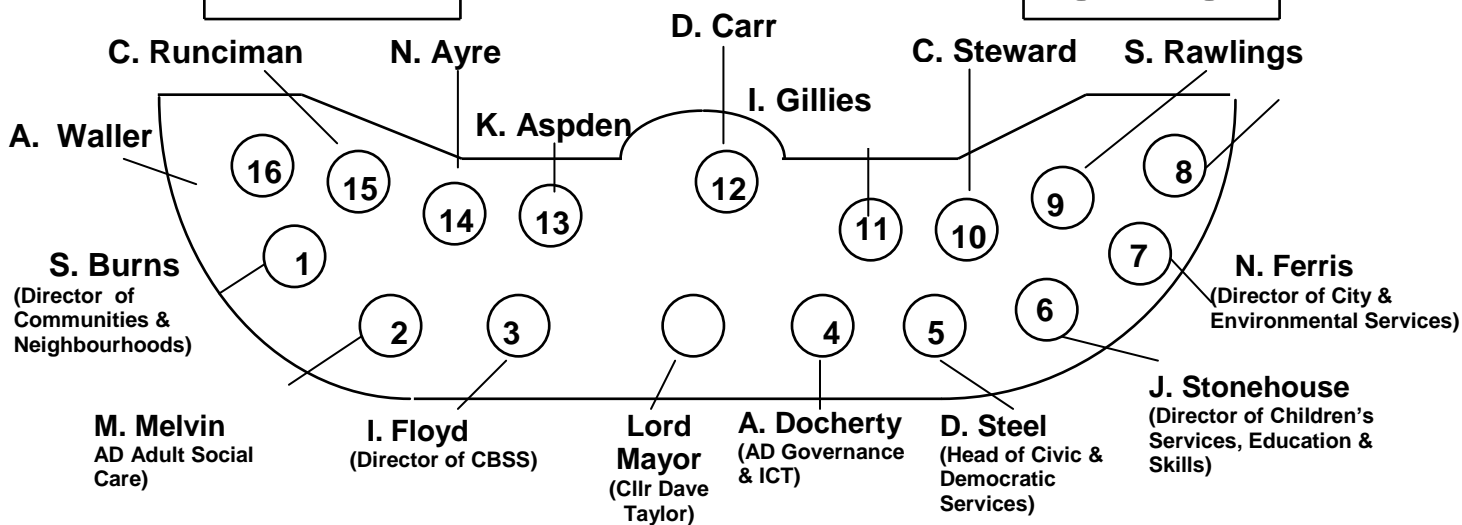 D. Carr
C. Runciman
N. Ayre
C. Steward
S. Rawlings
I. Gillies
K. Aspden
A. Waller
16
15
14
13
12
11
10
9
8
1
7
S. Burns
(Director of
Communities &
Neighbourhoods)
N. Ferris
(Director of City &
Environmental Services)
2
3
4
5
6
M. Melvin
AD Adult Social
Care)
I. Floyd
(Director of CBSS)
Lord
Mayor
(Cllr Dave
Taylor)
A. Docherty
(AD Governance
& ICT)
D. Steel
(Head of Civic &
Democratic
Services)
J. Stonehouse
(Director of Children's
Services, Education &
Skills)